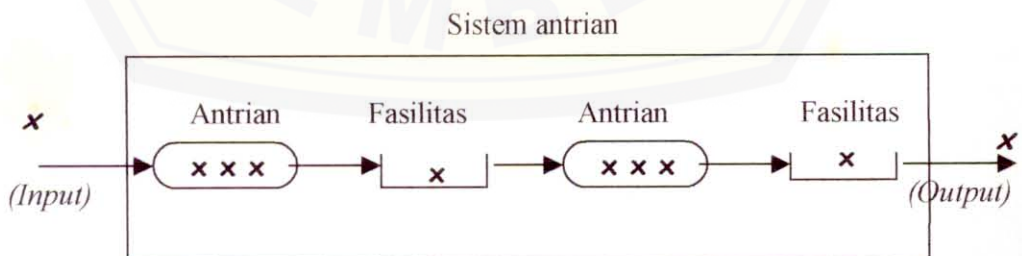 Sistem antrian
Antrian Fasilitas Antrian Fasilitas
x x
x x x x x x x x
(Input) (Output)